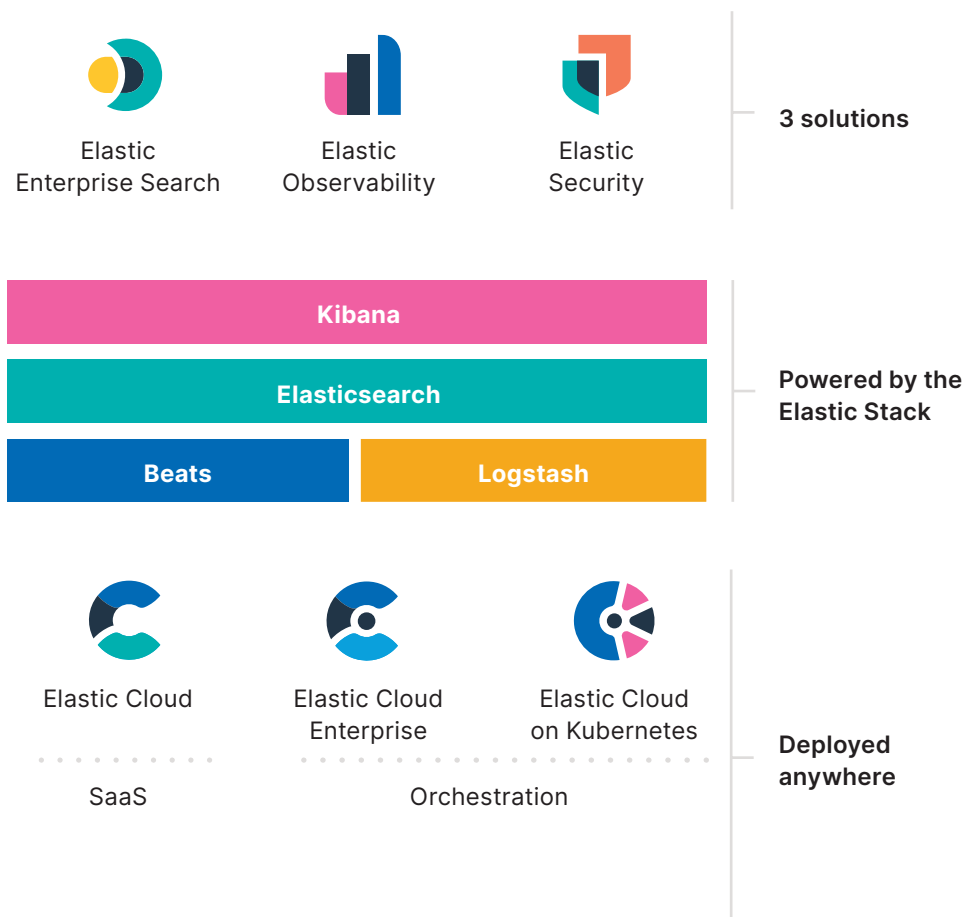 Elastic
Enterprise Search
Elastic
Observability
Elastic
Security
3 solutions
Kibana
Elasticsearch
Beats
Logstash
Powered by the
Elastic Stack
Elastic Cloud
Elastic Cloud
Enterprise
Elastic Cloud
on Kubernetes
SaaS
Orchestration
Deployed
anywhere